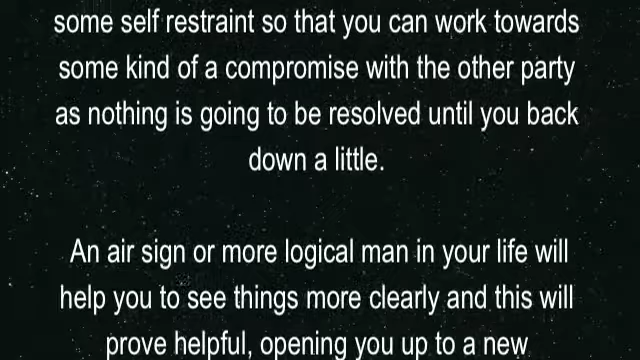 some self restraint so that you can work towards
some kind of a compromise with the other party
as nothing is going to be resolved until you back
down a little.
An air sign or more logical man in your life will
help you to see things more clearly and this will
prove helpful, opening you up to a new